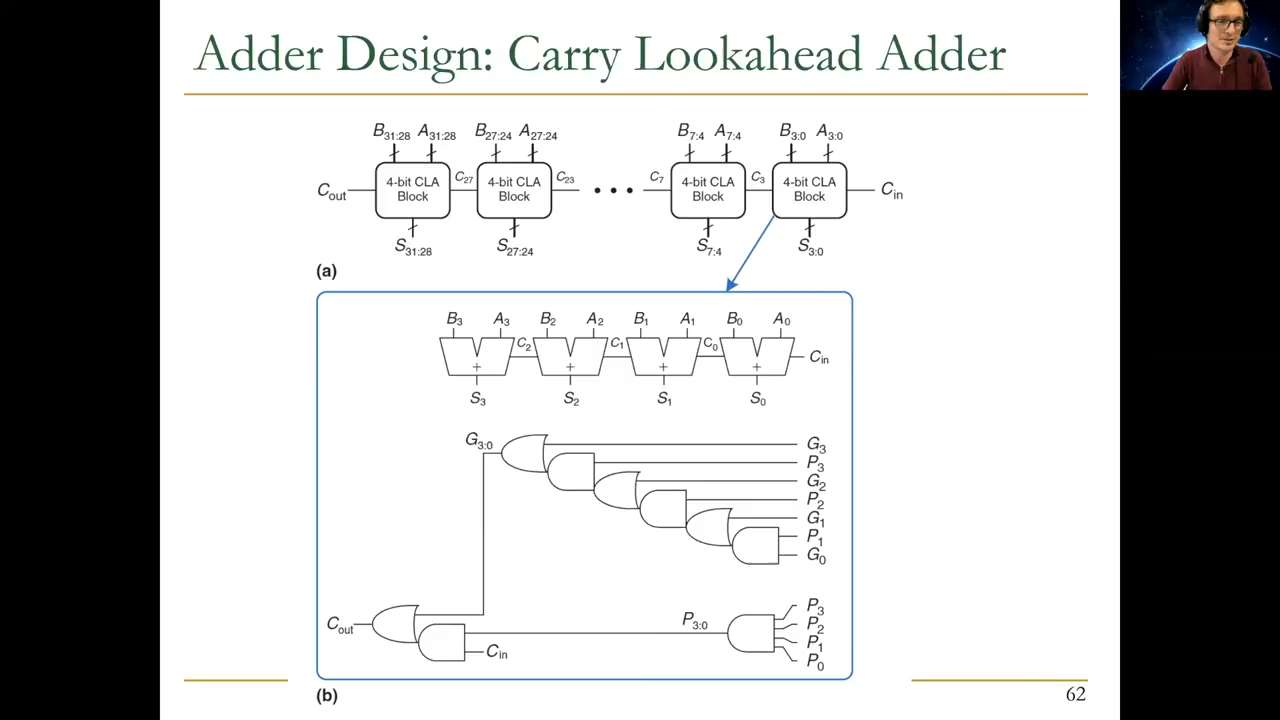 Adder Design: Carry Lookahead Adder
B31:28 A31:28 B27:24 A27:24 B7:4 A7:4 B3:0 A3:0
Cout 4-bit CLA Block C27 4-bit CLA Block C23 • • • C7 4-bit CLA Block C3 4-bit CLA Block Cin
S31:28 S27:24 S7:4 S3:0
(a)
B3 A3 B2 A2 B1 A1 B0 A0
+ C2 + C1 + C0 + Cin
S3 S2 S1 S0
G3:0 G3
P3
G2
P2
G1
P1
G0
P3:0 P3
Cout P2
Cin P1
P0
(b)
62